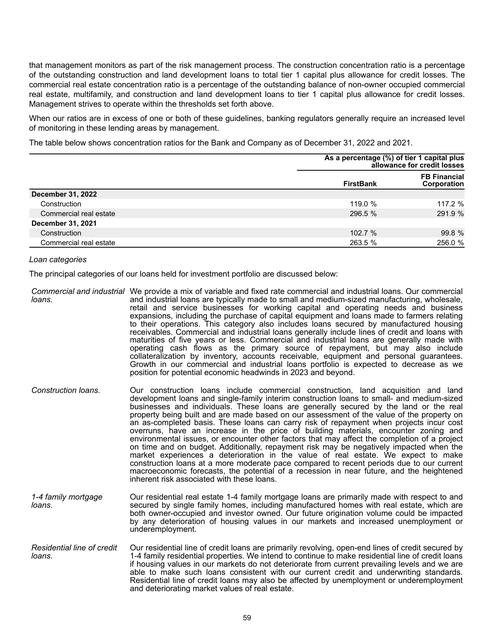 that management monitors as part of the risk management process. The construction concentration ratio is a percentage
of the outstanding construction and land development loans to total tier 1 capital plus allowance for credit losses. The
commercial real estate concentration ratio is a percentage of the outstanding balance of non-owner occupied commercial
real estate, multifamily, and construction and land development loans to tier 1 capital plus allowance for credit losses.
Management strives to operate within the thresholds set forth above.
When our ratios are in excess of one or both of these guidelines, banking regulators generally require an increased level
of monitoring in these lending areas by management.
The table below shows concentration ratios for the Bank and Company as of December 31, 2022 and 2021.
As a percentage (%) of tier 1 capital plus
allowance for credit losses
FirstBank FB Financial
Corporation
December 31, 2022
Construction 119.0 % 117.2 %
Commercial real estate 296.5 % 291.9 %
December 31, 2021
Construction 102.7 % 99.8 %
Commercial real estate 263.5 % 256.0 %
Loan categories
The principal categories of our loans held for investment portfolio are discussed below:
Commercial and industrial loans.
We provide a mix of variable and fixed rate commercial and industrial loans. Our commercial
and industrial loans are typically made to small and medium-sized manufacturing, wholesale,
retail and service businesses for working capital and operating needs and business
expansions, including the purchase of capital equipment and loans made to farmers relating
to their operations. This category also includes loans secured by manufactured housing
receivables. Commercial and industrial loans generally include lines of credit and loans with
maturities of five years or less. Commercial and industrial loans are generally made with
operating cash flows as the primary source of repayment, but may also include
collateralization by inventory, accounts receivable, equipment and personal guarantees.
Growth in our commercial and industrial loans portfolio is expected to decrease as we
position for potential economic headwinds in 2023 and beyond.
Construction loans.
Our construction loans include commercial construction, land acquisition and land
development loans and single-family interim construction loans to small- and medium-sized
businesses and individuals. These loans are generally secured by the land or the real
property being built and are made based on our assessment of the value of the property on
an as-completed basis. These loans can carry risk of repayment when projects incur cost
overruns, have an increase in the price of building materials, encounter zoning and
environmental issues, or encounter other factors that may affect the completion of a project
on time and on budget. Additionally, repayment risk may be negatively impacted when the
market experiences a deterioration in the value of real estate. We expect to make
construction loans at a more moderate pace compared to recent periods due to our current
macroeconomic forecasts, the potential of a recession in near future, and the heightened
inherent risk associated with these loans.
1-4 family mortgage
loans.
Our residential real estate 1-4 family mortgage loans are primarily made with respect to and
secured by single family homes, including manufactured homes with real estate, which are
both owner-occupied and investor owned. Our future origination volume could be impacted
by any deterioration of housing values in our markets and increased unemployment or
underemployment.
Residential line of credit
loans.
Our residential line of credit loans are primarily revolving, open-end lines of credit secured by
1-4 family residential properties. We intend to continue to make residential line of credit loans
if housing values in our markets do not deteriorate from current prevailing levels and we are
able to make such loans consistent with our current credit and underwriting standards.
Residential line of credit loans may also be affected by unemployment or underemployment
and deteriorating market values of real estate.
59